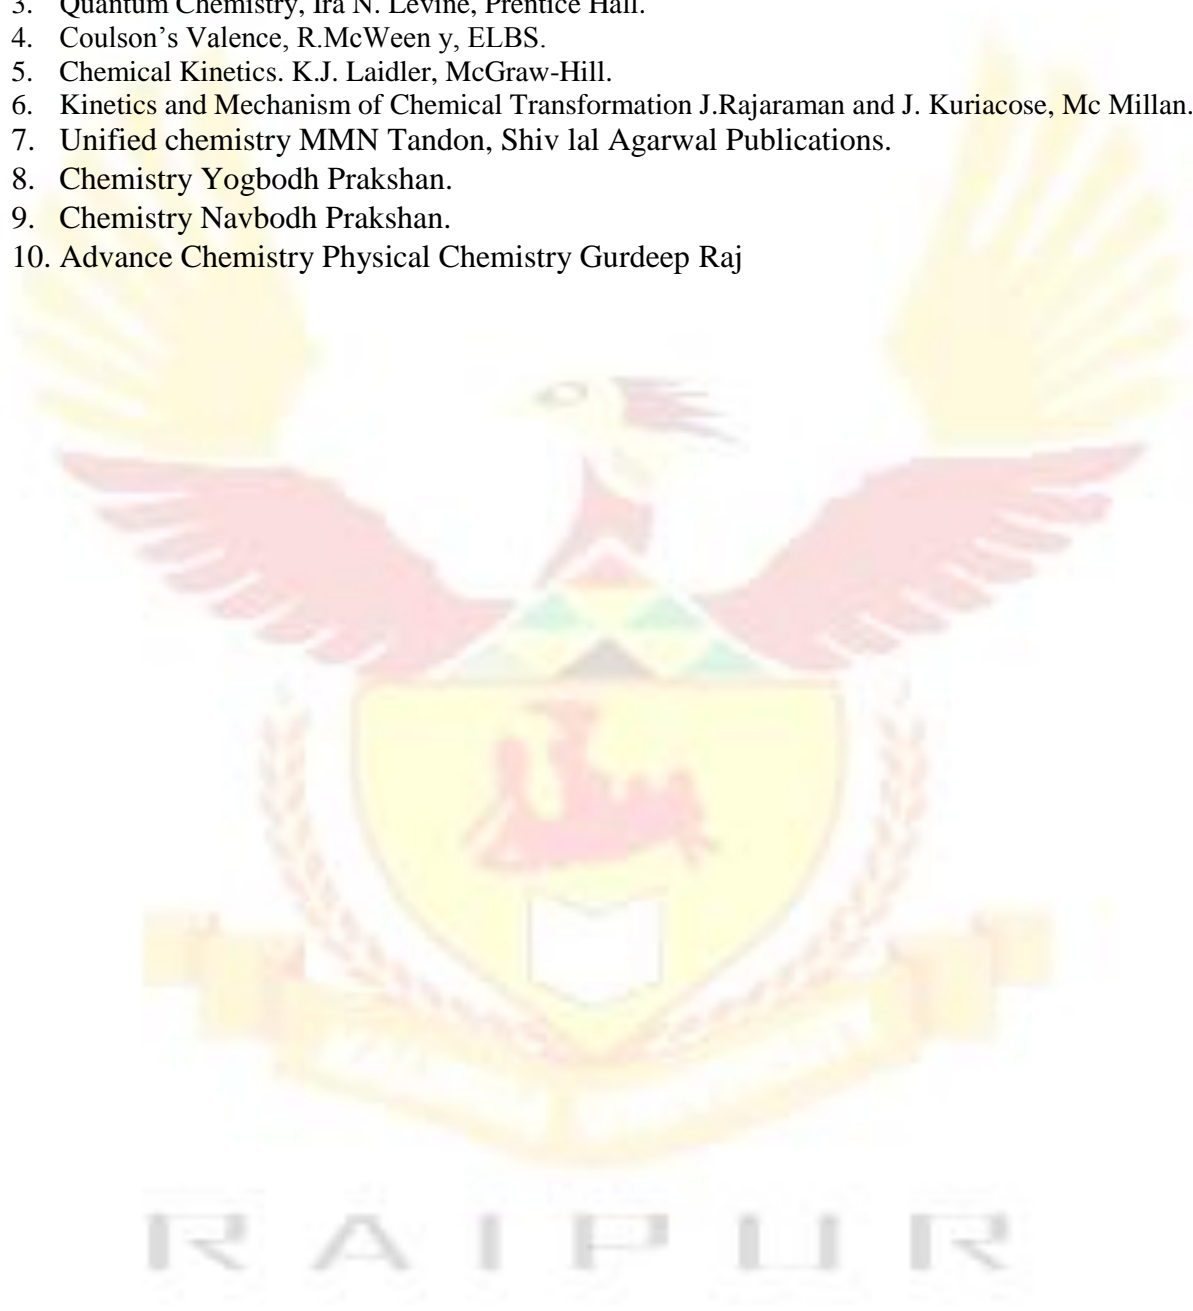 3. Quantum Chemistry, Ira N. Levine, Prentice Hall.
4. Coulson’s Valence, R.McWeen y, ELBS.
5. Chemical Kinetics. K.J. Laidler, McGraw-Hill.
6. Kinetics and Mechanism of Chemical Transformation J.Rajaraman and J. Kuriacose, Mc Millan.
7. Unified chemistry MMN Tandon, Shiv lal Agarwal Publications.
8. Chemistry Yogbodh Prakshan.
9. Chemistry Navbodh Prakshan.
10. Advance Chemistry Physical Chemistry Gurdeep Raj
RAIPUR